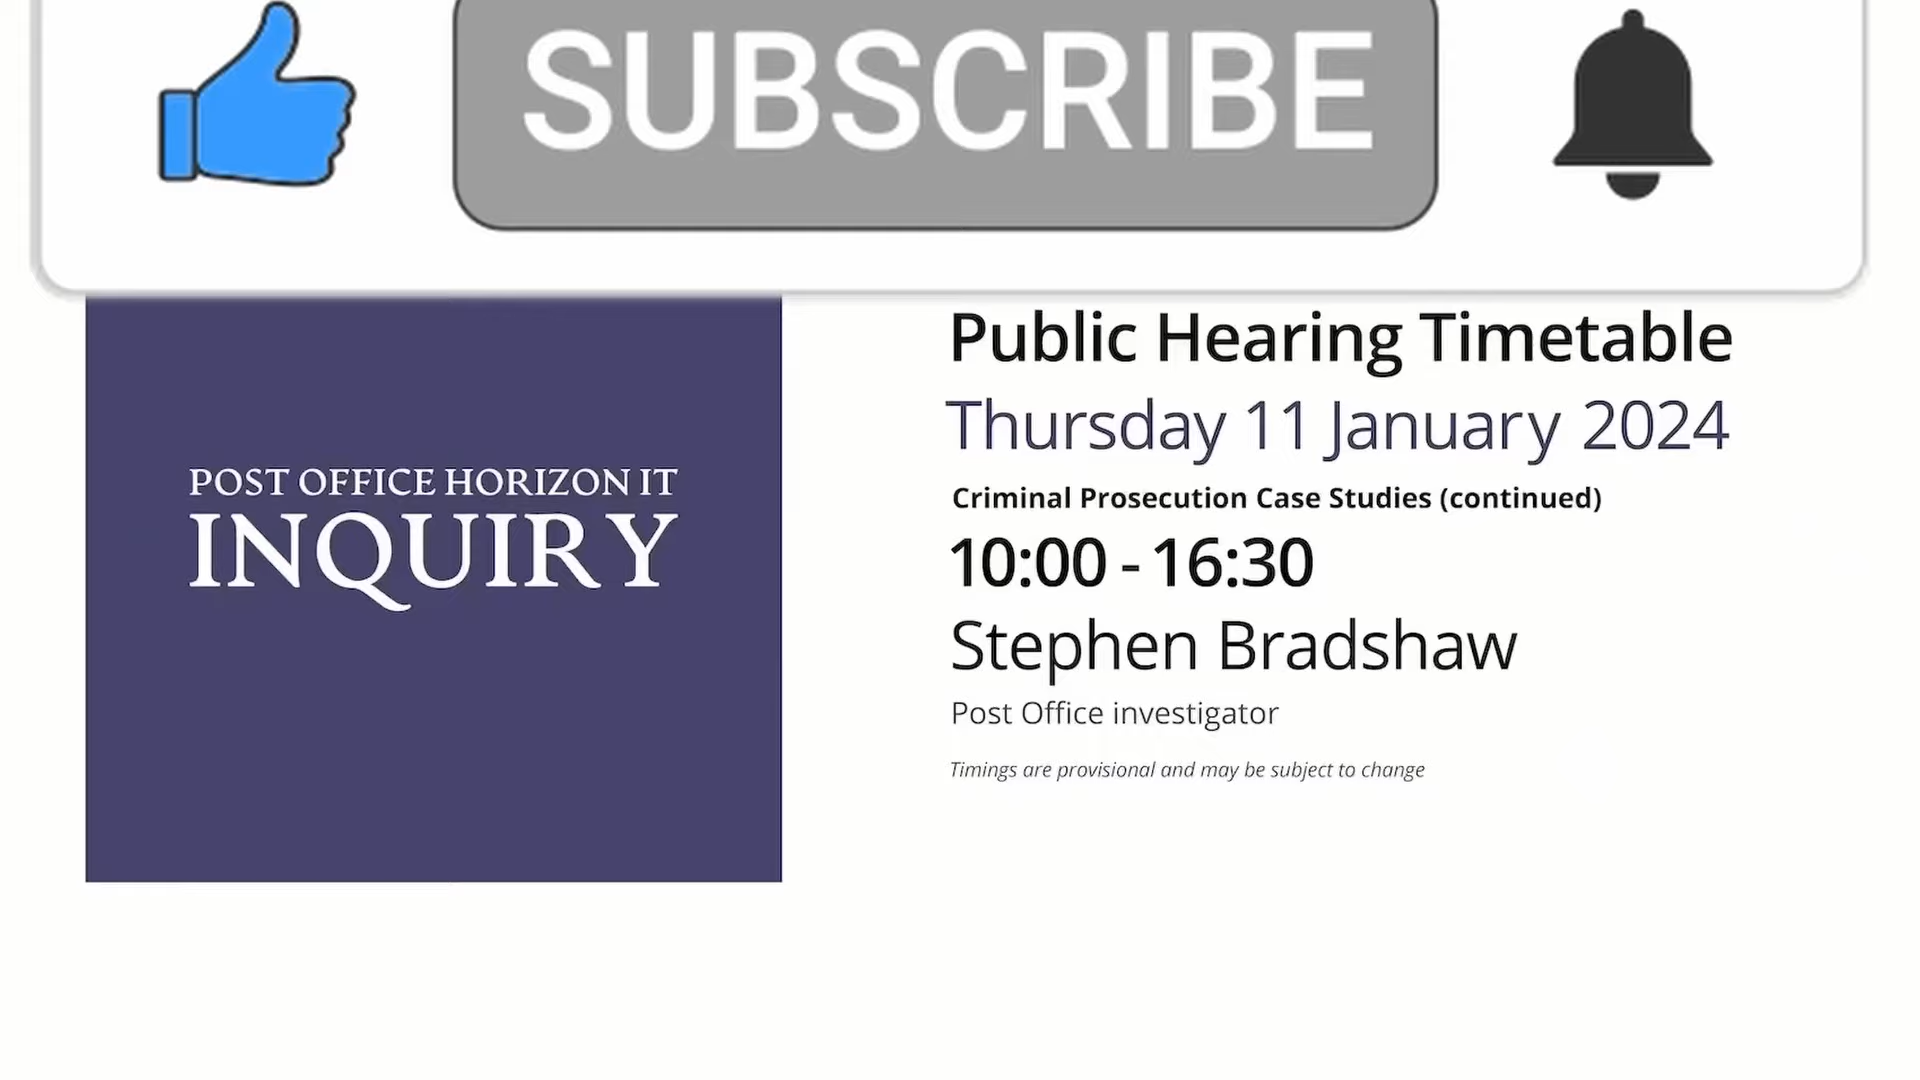 SUBSCRIBE
POST OFFICE HORIZON IT
INQUIRY
Public Hearing Timetable
Thursday 11 January 2024
Criminal Prosecution Case Studies (continued)
10:00 - 16:30
Stephen Bradshaw
Post Office investigator
Timings are provisional and may be subject to change